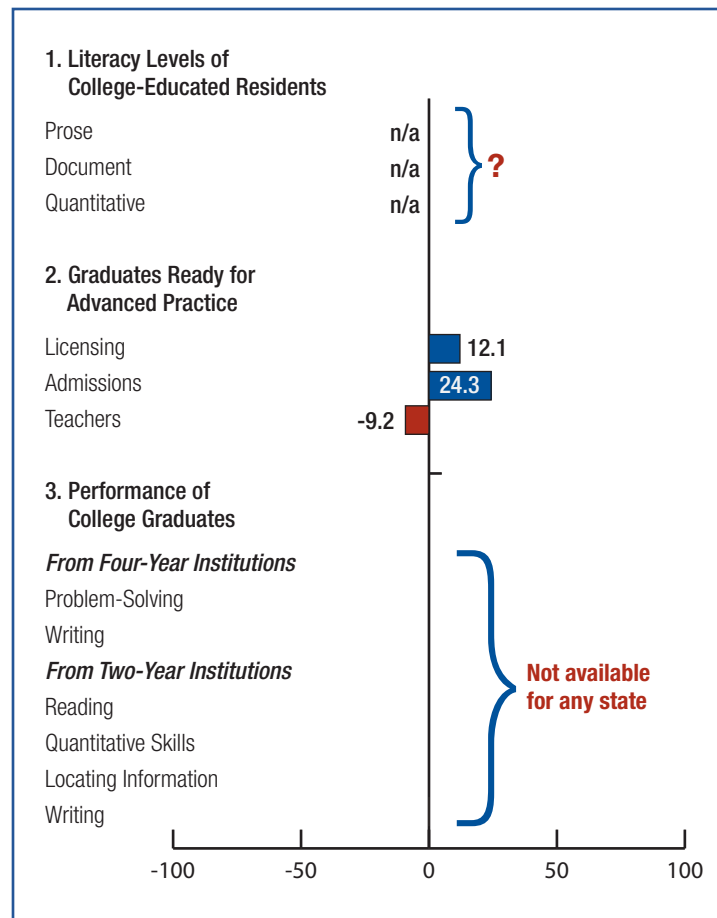 1. Literacy Levels of
College-Educated Residents
Prose n/a
Document n/a
Quantitative n/a
?
2. Graduates Ready for
Advanced Practice
Licensing 12.1
Admissions 24.3
Teachers -9.2
3. Performance of
College Graduates
From Four-Year Institutions
Problem-Solving
Writing
From Two-Year Institutions
Reading
Quantitative Skills
Locating Information
Writing
Not available
for any state
-100 -50 0 50 100